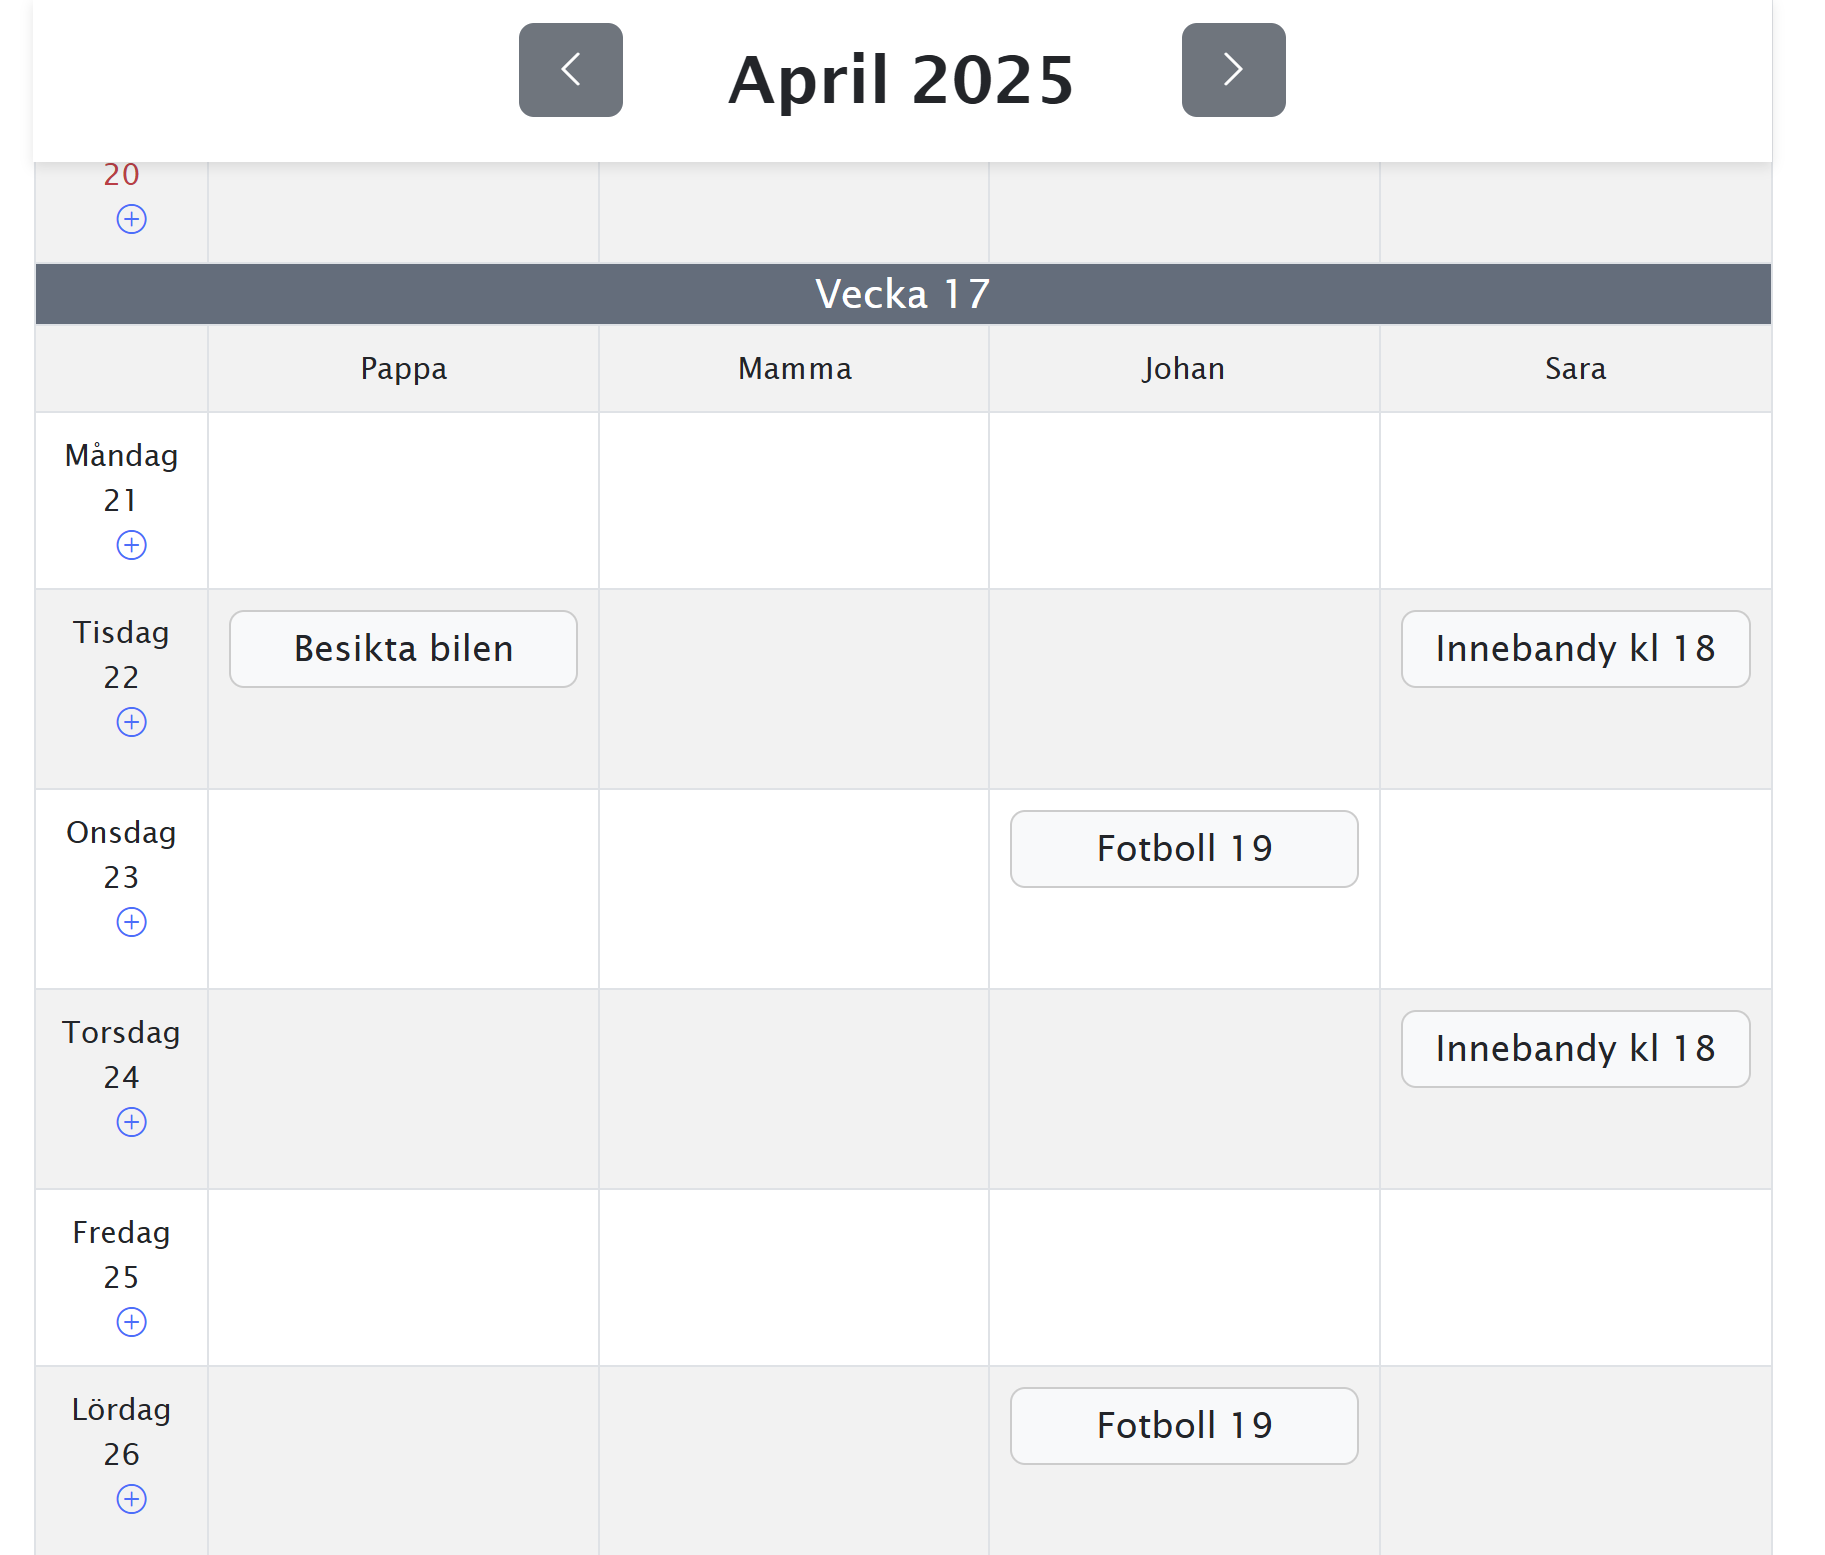 April 2025
20
Vecka 17
Pappa Mamma Johan Sara
Måndag
21
Tisdag
22
Besikta bilen
Innebandy kl 18
Onsdag
23
Fotboll 19
Torsdag
24
Innebandy kl 18
Fredag
25
Lördag
26
Fotboll 19